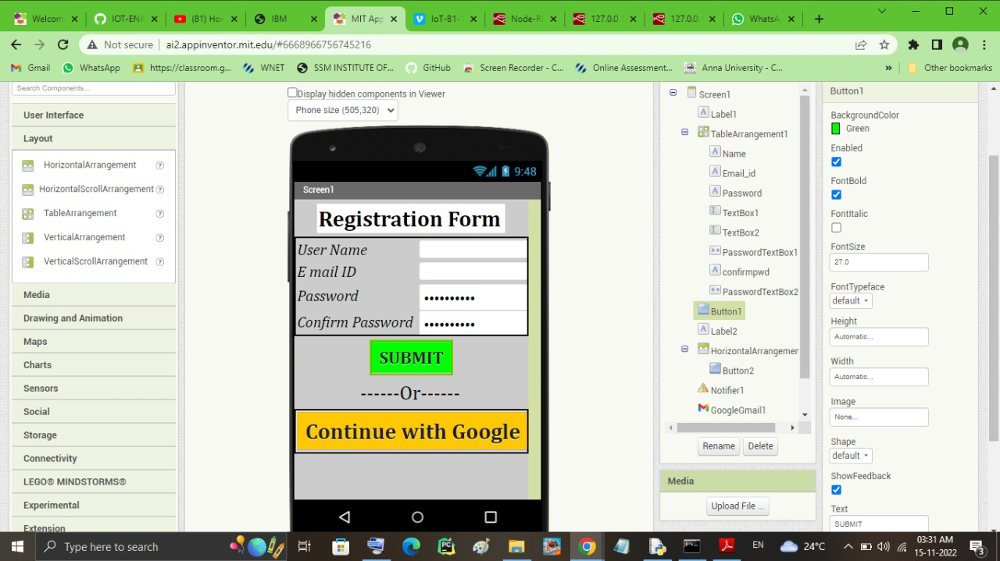 Welcom
IOT-ENA
(81) Hov
IBM
MIT App
IoT-B1-1
Node-RI
127.0.0.
127.0.0.
WhatsA
Not secure
ai2.appinventor.mit.edu/#6668966756745216
Gmail
WhatsApp
https://classroom.g...
WNET
SSM INSTITUTE OF...
GitHub
Screen Recorder - C...
Online Assessment...
Anna University - C...
»
Other bookmarks
Search Components...
User Interface
Layout
HorizontalArrangement
HorizontalScrollArrangement
TableArrangement
VerticalArrangement
VerticalScrollArrangement
Media
Drawing and Animation
Maps
Charts
Sensors
Social
Storage
Connectivity
LEGO® MINDSTORMS®
Experimental
Extension
Display hidden components in Viewer
Phone size (505,320)
9:48
Screen1
Registration Form
User Name
E mail ID
Password
Confirm Password
SUBMIT
------Or------
Continue with Google
Screen1
Label1
TableArrangement1
Name
Email_id
Password
TextBox1
TextBox2
PasswordTextBox1
confirmpwd
PasswordTextBox2
Button1
Label2
HorizontalArrangemer
Button2
Notifier1
GoogleGmail1
Rename
Delete
Media
Upload File ...
Button1
BackgroundColor
Green
Enabled
FontBold
FontItalic
FontSize
27.0
FontTypeface
default
Height
Automatic...
Width
Automatic...
Image
None...
Shape
default
ShowFeedback
Text
SUBMIT
Type here to search
EN
24°C
03:31 AM
15-11-2022
3